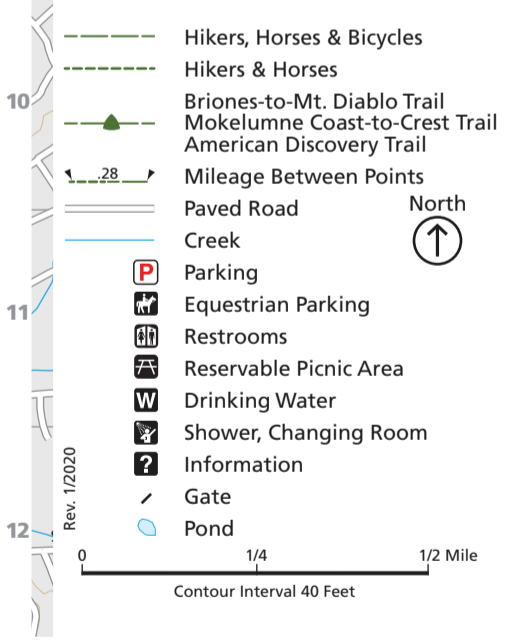 Hikers, Horses & Bicycles
Hikers & Horses
10
Briones-to-Mt. Diablo Trail
Mokelumne Coast-to-Crest Trail
American Discovery Trail
.28
Mileage Between Points
Paved Road
North
Creek
P
Parking
11
Equestrian Parking
Restrooms
Reservable Picnic Area
W
Drinking Water
Shower, Changing Room
?
Information
Rev. 1/2020
Gate
12
Pond
0 1/4 1/2 Mile
Contour Interval 40 Feet